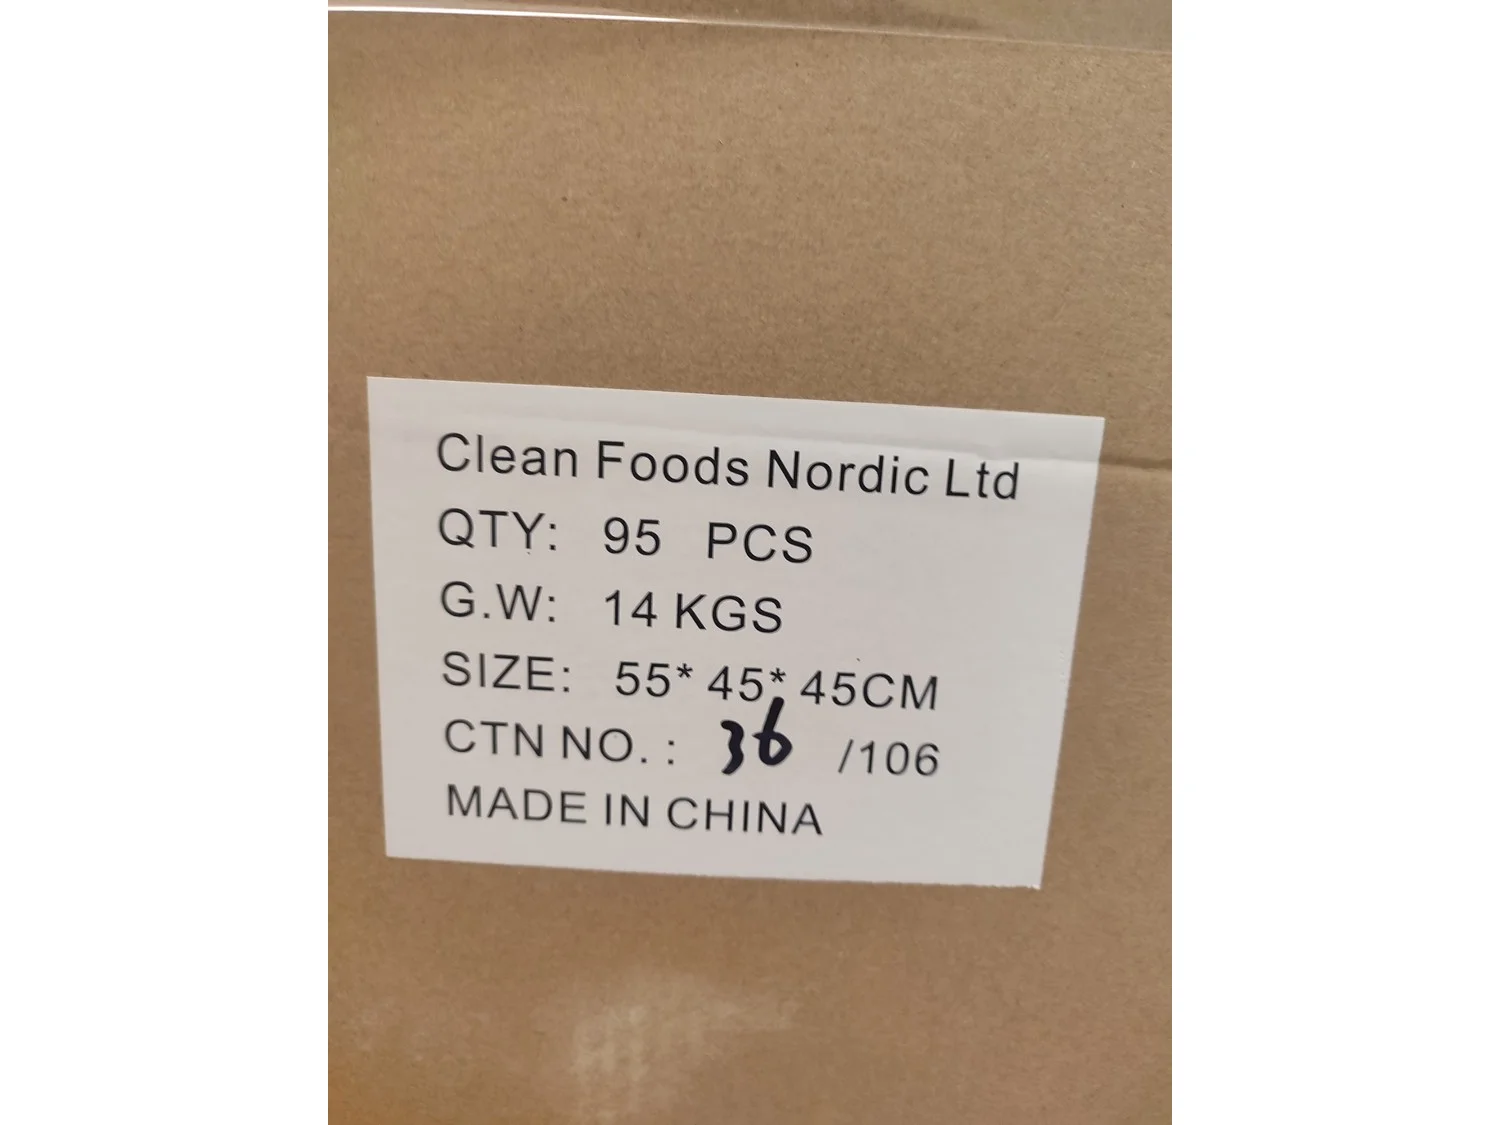 Clean Foods Nordic Ltd
QTY: 95 PCS
G.W: 14 KGS
SIZE: 55* 45* 45CM
CTN NO. : 36 /106
MADE IN CHINA